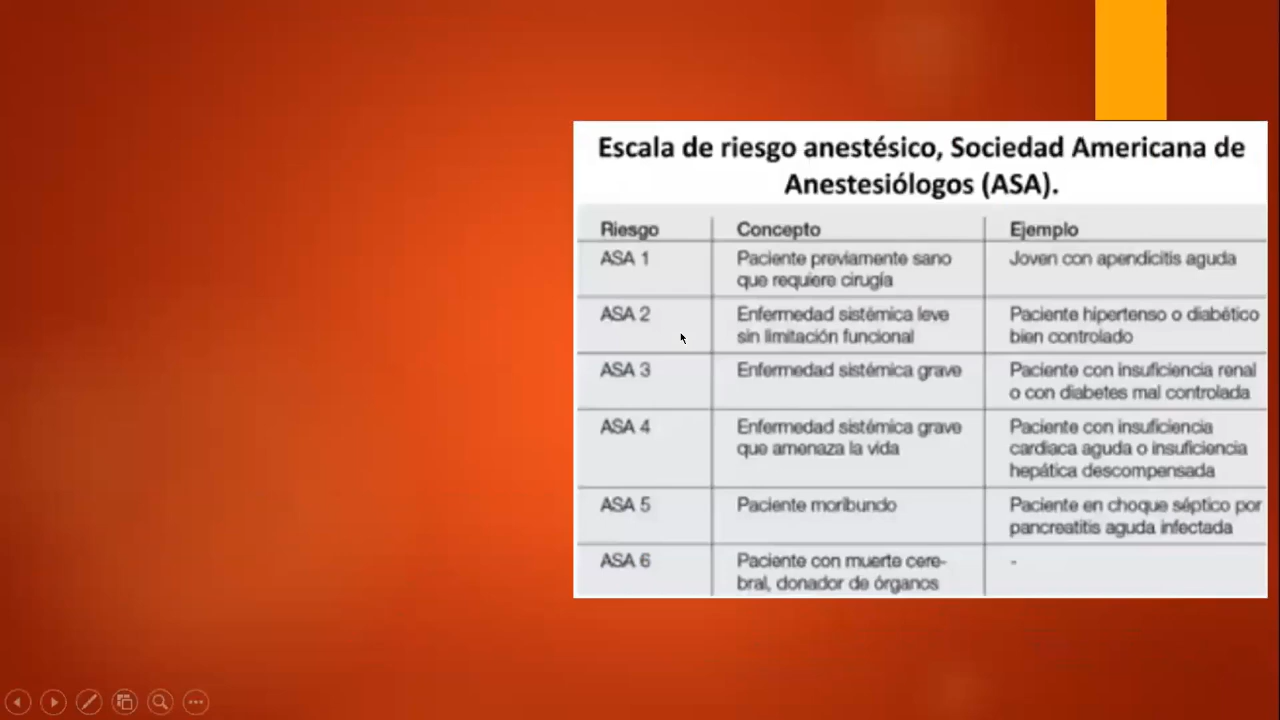 Escala de riesgo anestésico, Sociedad Americana de
Anestesiólogos (ASA).
Riesgo Concepto Ejemplo
ASA 1 Paciente previamente sano Joven con apendicitis aguda
que requiere cirugía
ASA 2 Enfermedad sistémica leve Paciente hipertenso o diabético
sin limitación funcional bien controlado
ASA 3 Enfermedad sistémica grave Paciente con insuficiencia renal
o con diabetes mal controlada
ASA 4 Enfermedad sistémica grave Paciente con insuficiencia
que amenaza la vida cardiaca aguda o insuficiencia
hepática descompensada
ASA 5 Paciente moribundo Paciente en choque séptico por
pancreatitis aguda infectada
ASA 6 Paciente con muerte cere- -
bral, donador de órganos